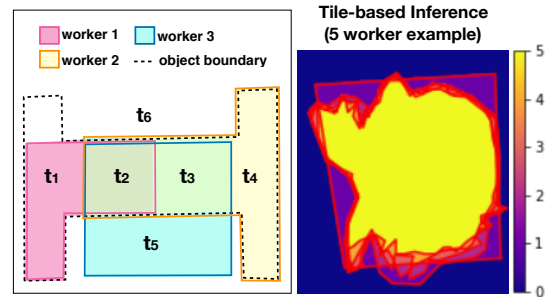 worker 1
worker 3
worker 2
object boundary
t6
t1
t2
t3
t4
t5
Tile-based Inference
(5 worker example)
5
4
3
2
1
0